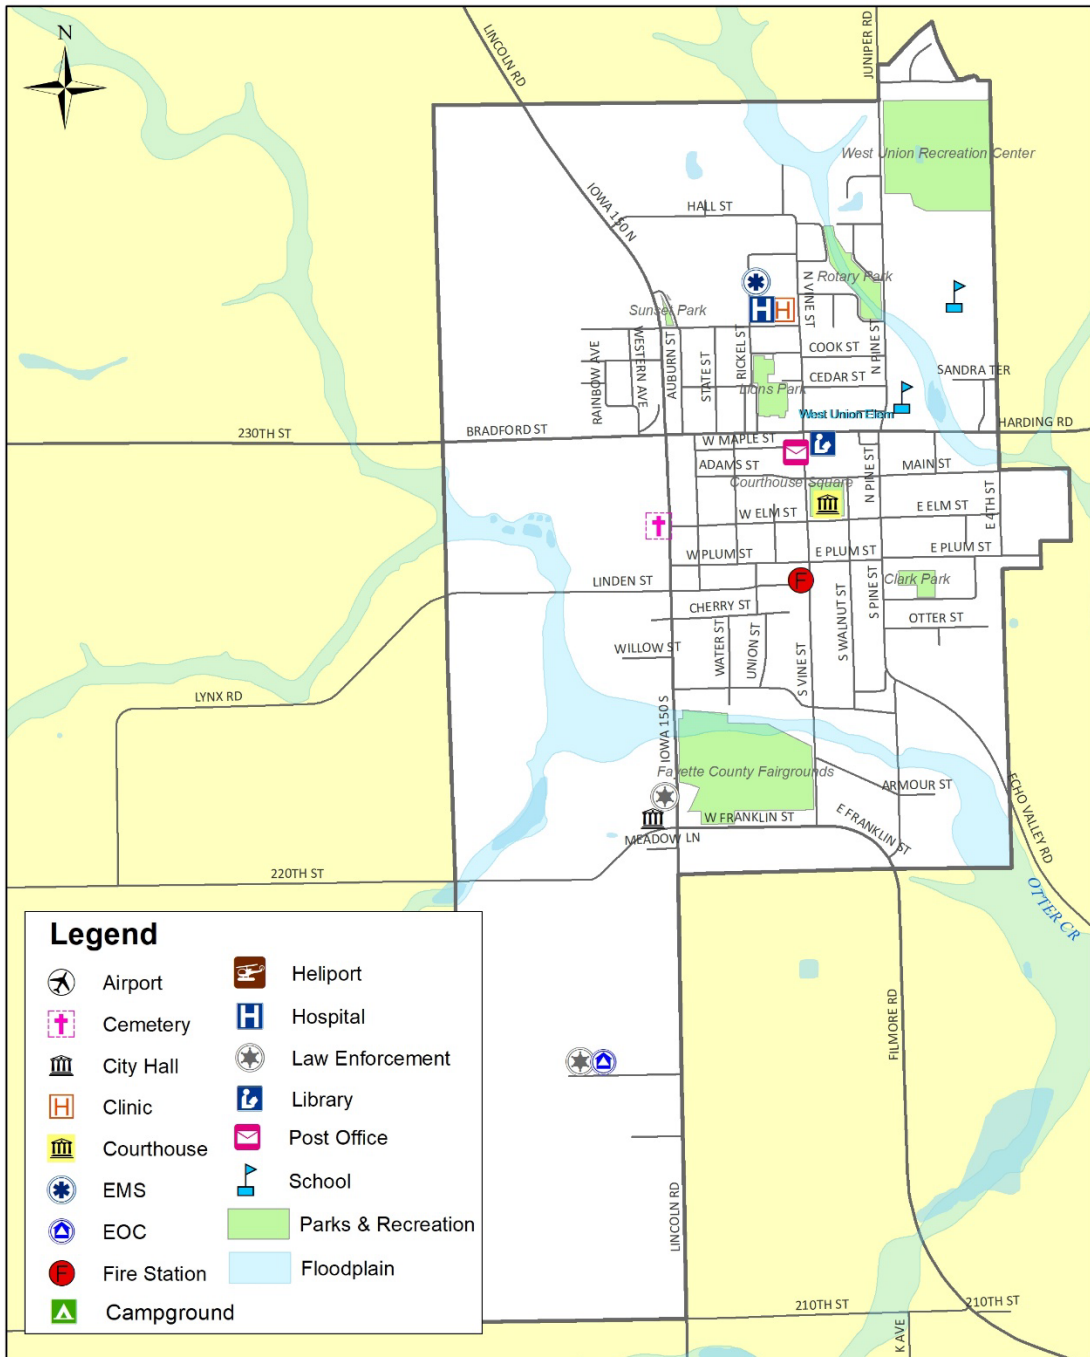 N
LINCOLN RD
JUNIPER RD
West Union Recreation Center
IOWA 150 N
HALL ST
Rotary Park
N VINE ST
Sunset Park
H
H
N PINE ST
COOK ST
RAINBOW AVE
WESTERN AVE
AUBURN ST
STATE ST
RICKEL ST
CEDAR ST
SANDRA TER
Lions Park
West Union Elem
230TH ST
BRADFORD ST
HARDING RD
W MAPLE ST
ADAMS ST
MAIN ST
N PINE ST
Courthouse Square
E 4TH ST
W ELM ST
E ELM ST
W PLUM ST
E PLUM ST
E PLUM ST
LINDEN ST
F
Clark Park
CHERRY ST
S PINE ST
S WALNUT ST
OTTER ST
WILLOW ST
WATER ST
UNION ST
S VINE ST
LYNX RD
IOWA 150 S
Fayette County Fairgrounds
ARMOUR ST
W FRANKLIN ST
E FRANKLIN ST
ECHO VALLEY RD
MEADOW LN
220TH ST
OTTER CR
FILMORE RD
LINCOLN RD
210TH ST
210TH ST
K AVE
Legend
Airport
Cemetery
City Hall
H Clinic
Courthouse
EMS
EOC
F Fire Station
Campground
Heliport
H Hospital
Law Enforcement
Library
Post Office
School
Parks & Recreation
Floodplain